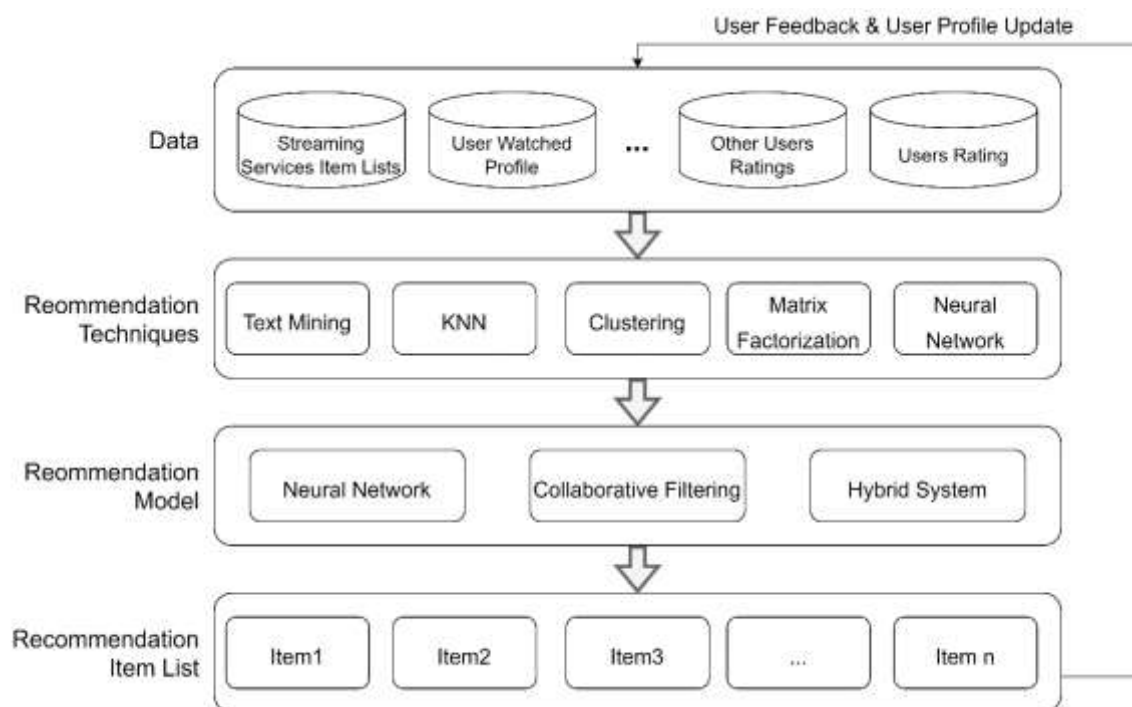 User Feedback & User Profile Update
Data
Streaming
Services Item Lists
User Watched
Profile
...
Other Users
Ratings
Users Rating
Reommendation
Techniques
Text Mining
KNN
Clustering
Matrix
Factorization
Neural
Network
Reommendation
Model
Neural Network
Collaborative Filtering
Hybrid System
Recommendation
Item List
Item1
Item2
Item3
...
Item n